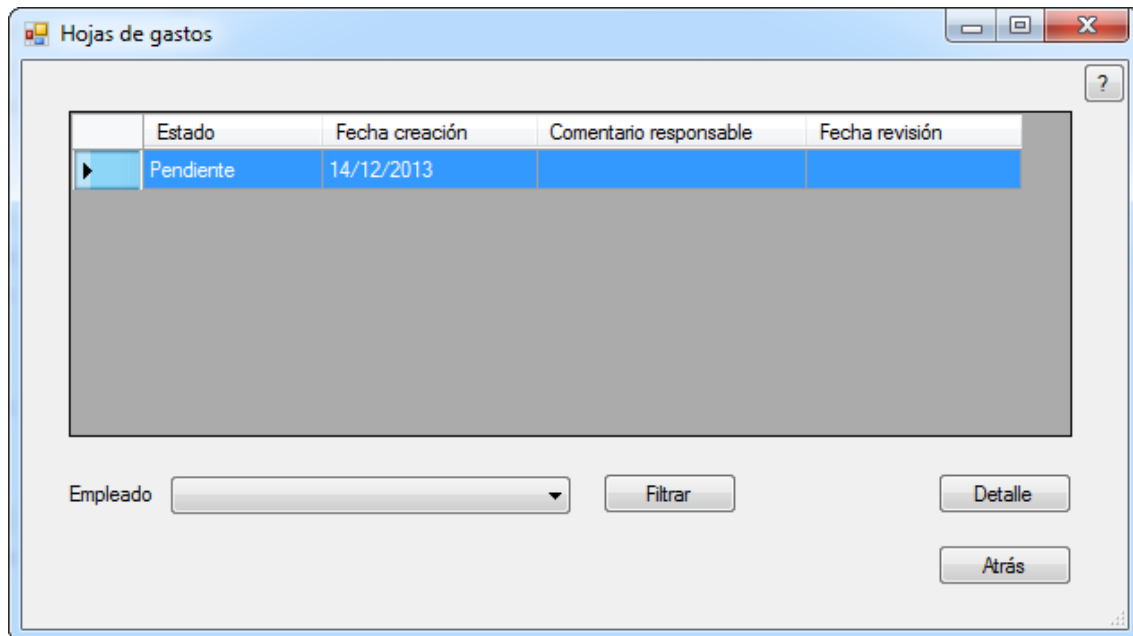 Hojas de gastos
?
Estado Fecha creación Comentario responsable Fecha revisión
Pendiente 14/12/2013
Empleado Filtrar Detalle
Atrás